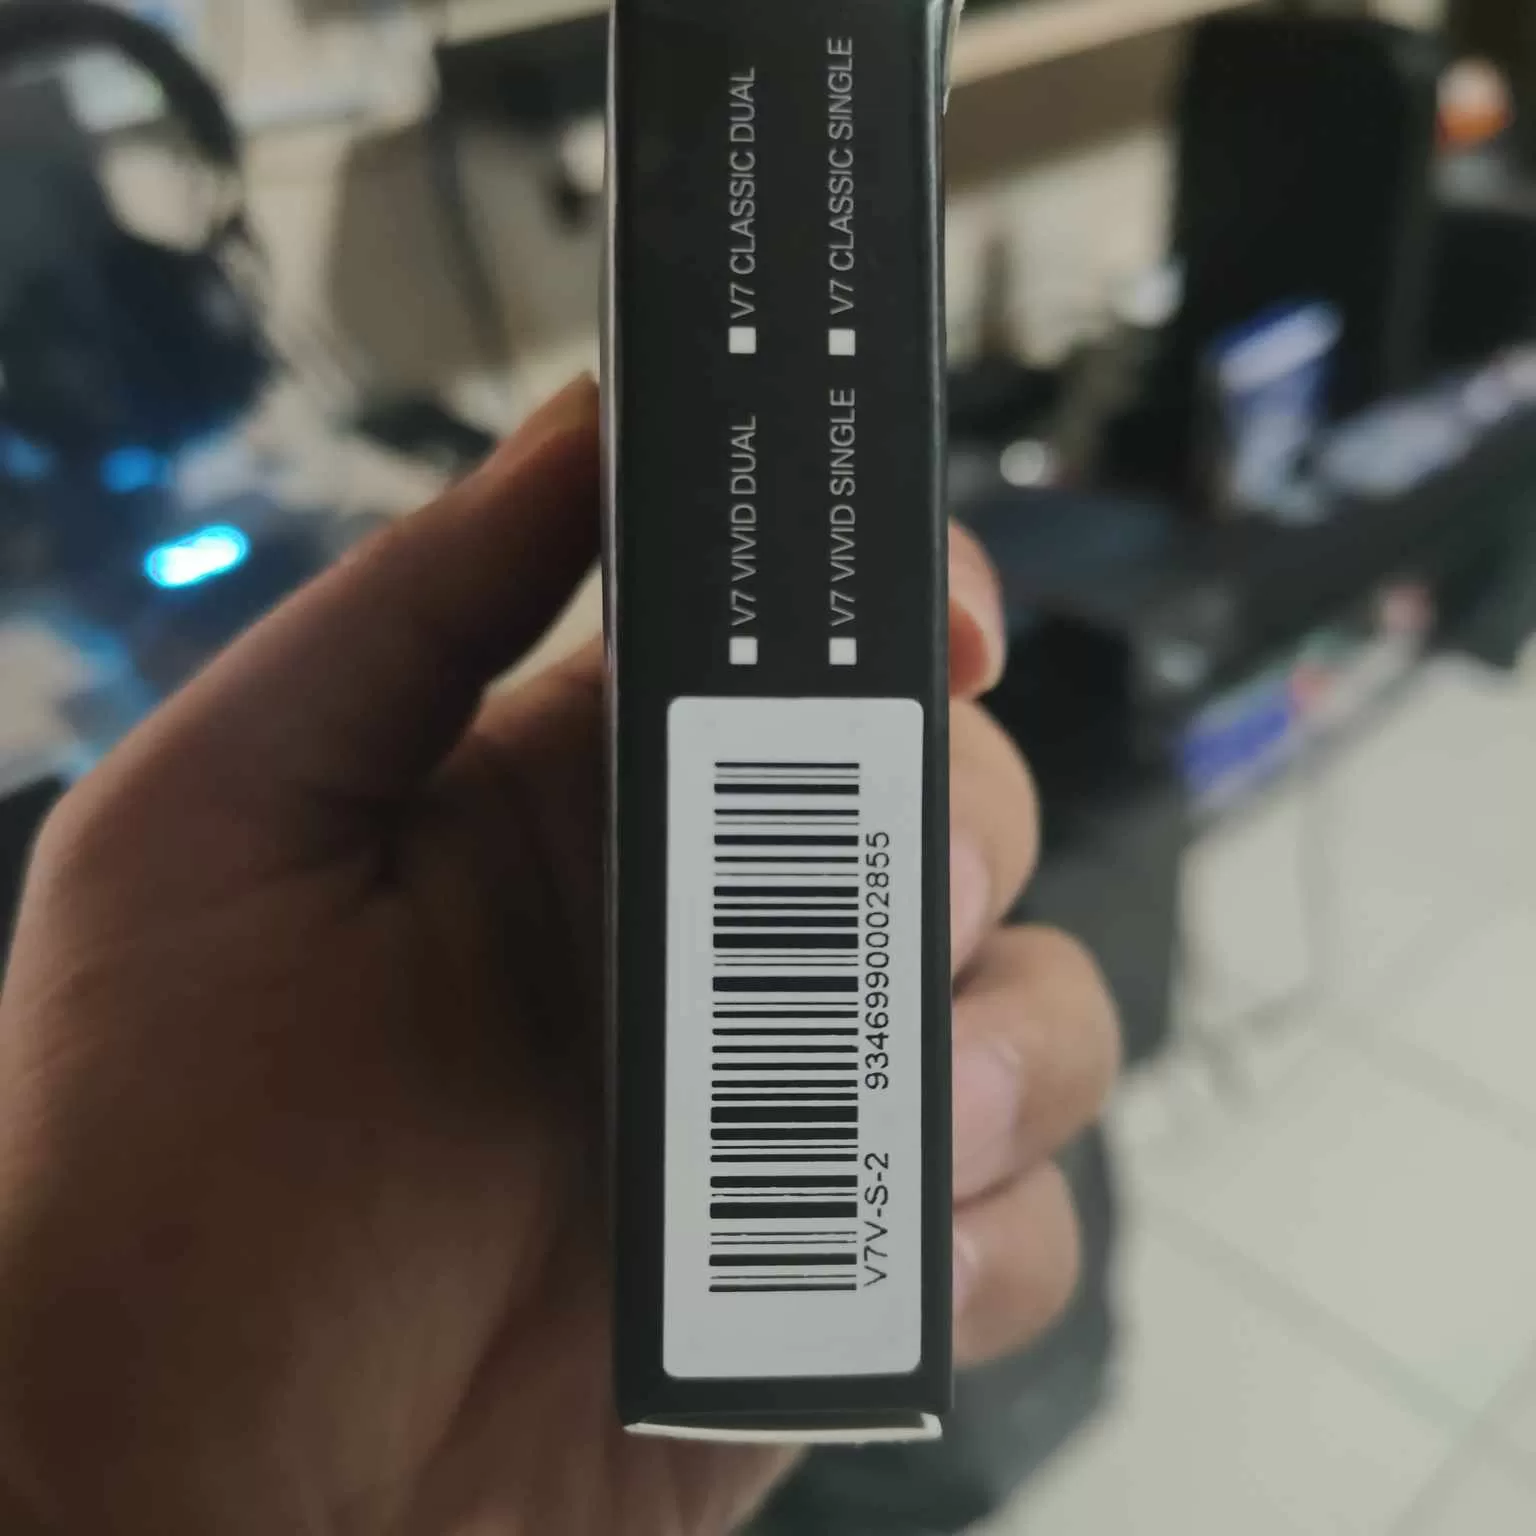 ■ V7 VIVID DUAL ■ V7 CLASSIC DUAL
■ V7 VIVID SINGLE ■ V7 CLASSIC SINGLE
V7V-S-2 9346990002855